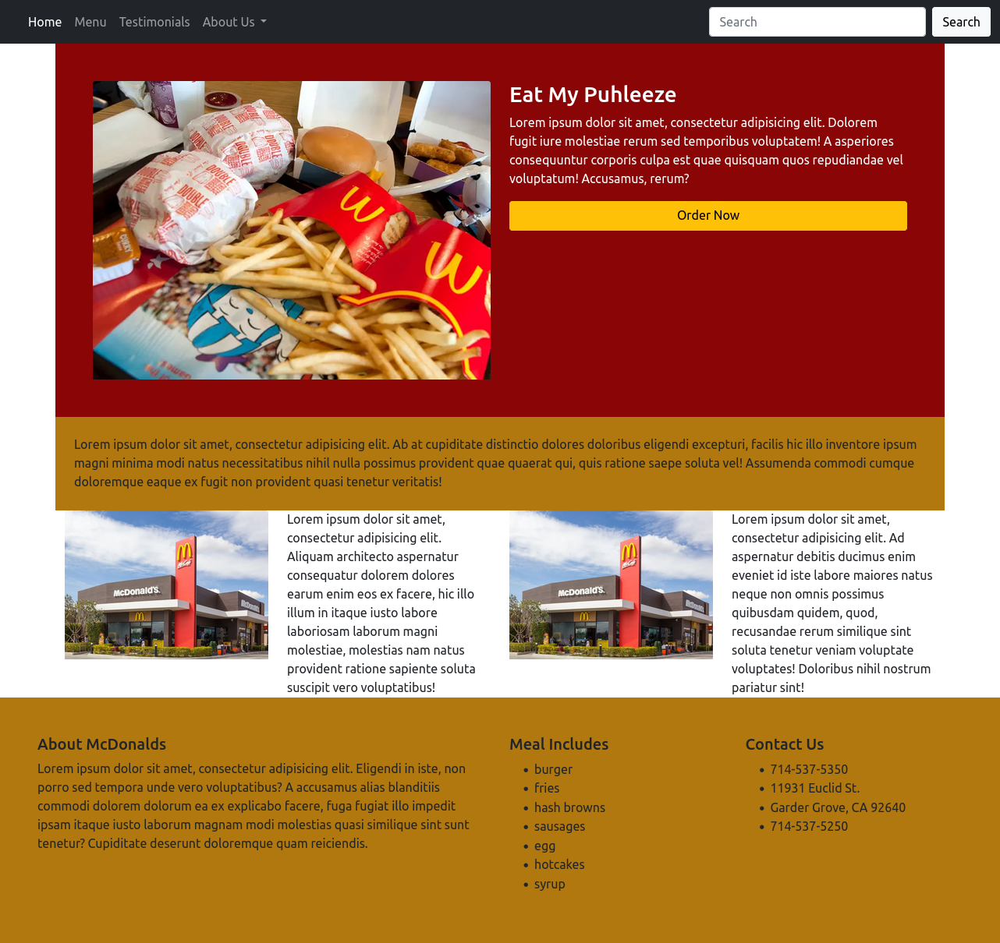 Home Menu Testimonials About Us
Search
Search
DOUBLE
DOUBLE
DOUBLE
CURRY
Eat My Puhleeze
Lorem ipsum dolor sit amet, consectetur adipisicing elit. Dolorem
fugit iure molestiae rerum sed temporibus voluptatem! A asperiores
consequuntur corporis culpa est quae quisquam quos repudiandae vel
voluptatum! Accusamus, rerum?
Order Now
Lorem ipsum dolor sit amet, consectetur adipisicing elit. Ab at cupiditate distinctio dolores doloribus eligendi excepturi, facilis hic illo inventore ipsum
magni minima modi natus necessitatibus nihil nulla possimus provident quae quaerat qui, quis ratione saepe soluta vel! Assumenda commodi cumque
doloremque eaque ex fugit non provident quasi tenetur veritatis!
McCafé
McDonald's.
McDonald's
Lorem ipsum dolor sit amet,
consectetur adipisicing elit.
Aliquam architecto aspernatur
consequatur dolorem dolores
earum enim eos ex facere, hic illo
illum in itaque iusto labore
laboriosam laborum magni
molestiae, molestias nam natus
provident ratione sapiente soluta
suscipit vero voluptatibus!
McCafé
McDonald's.
McDonald's
Lorem ipsum dolor sit amet,
consectetur adipisicing elit. Ad
aspernatur debitis ducimus enim
eveniet id iste labore maiores natus
neque non omnis possimus
quibusdam quidem, quod,
recusandae rerum similique sint
soluta tenetur veniam voluptate
voluptates! Doloribus nihil nostrum
pariatur sint!
About McDonalds
Lorem ipsum dolor sit amet, consectetur adipisicing elit. Eligendi in iste, non
porro sed tempora unde vero voluptatibus? A accusamus alias blanditiis
commodi dolorem dolorum ea ex explicabo facere, fuga fugiat illo impedit
ipsam itaque iusto laborum magnam modi molestias quasi similique sint sunt
tenetur? Cupiditate deserunt doloremque quam reiciendis.
Meal Includes
• burger
• fries
• hash browns
• sausages
• egg
• hotcakes
• syrup
Contact Us
• 714-537-5350
• 11931 Euclid St.
• Garder Grove, CA 92640
• 714-537-5250